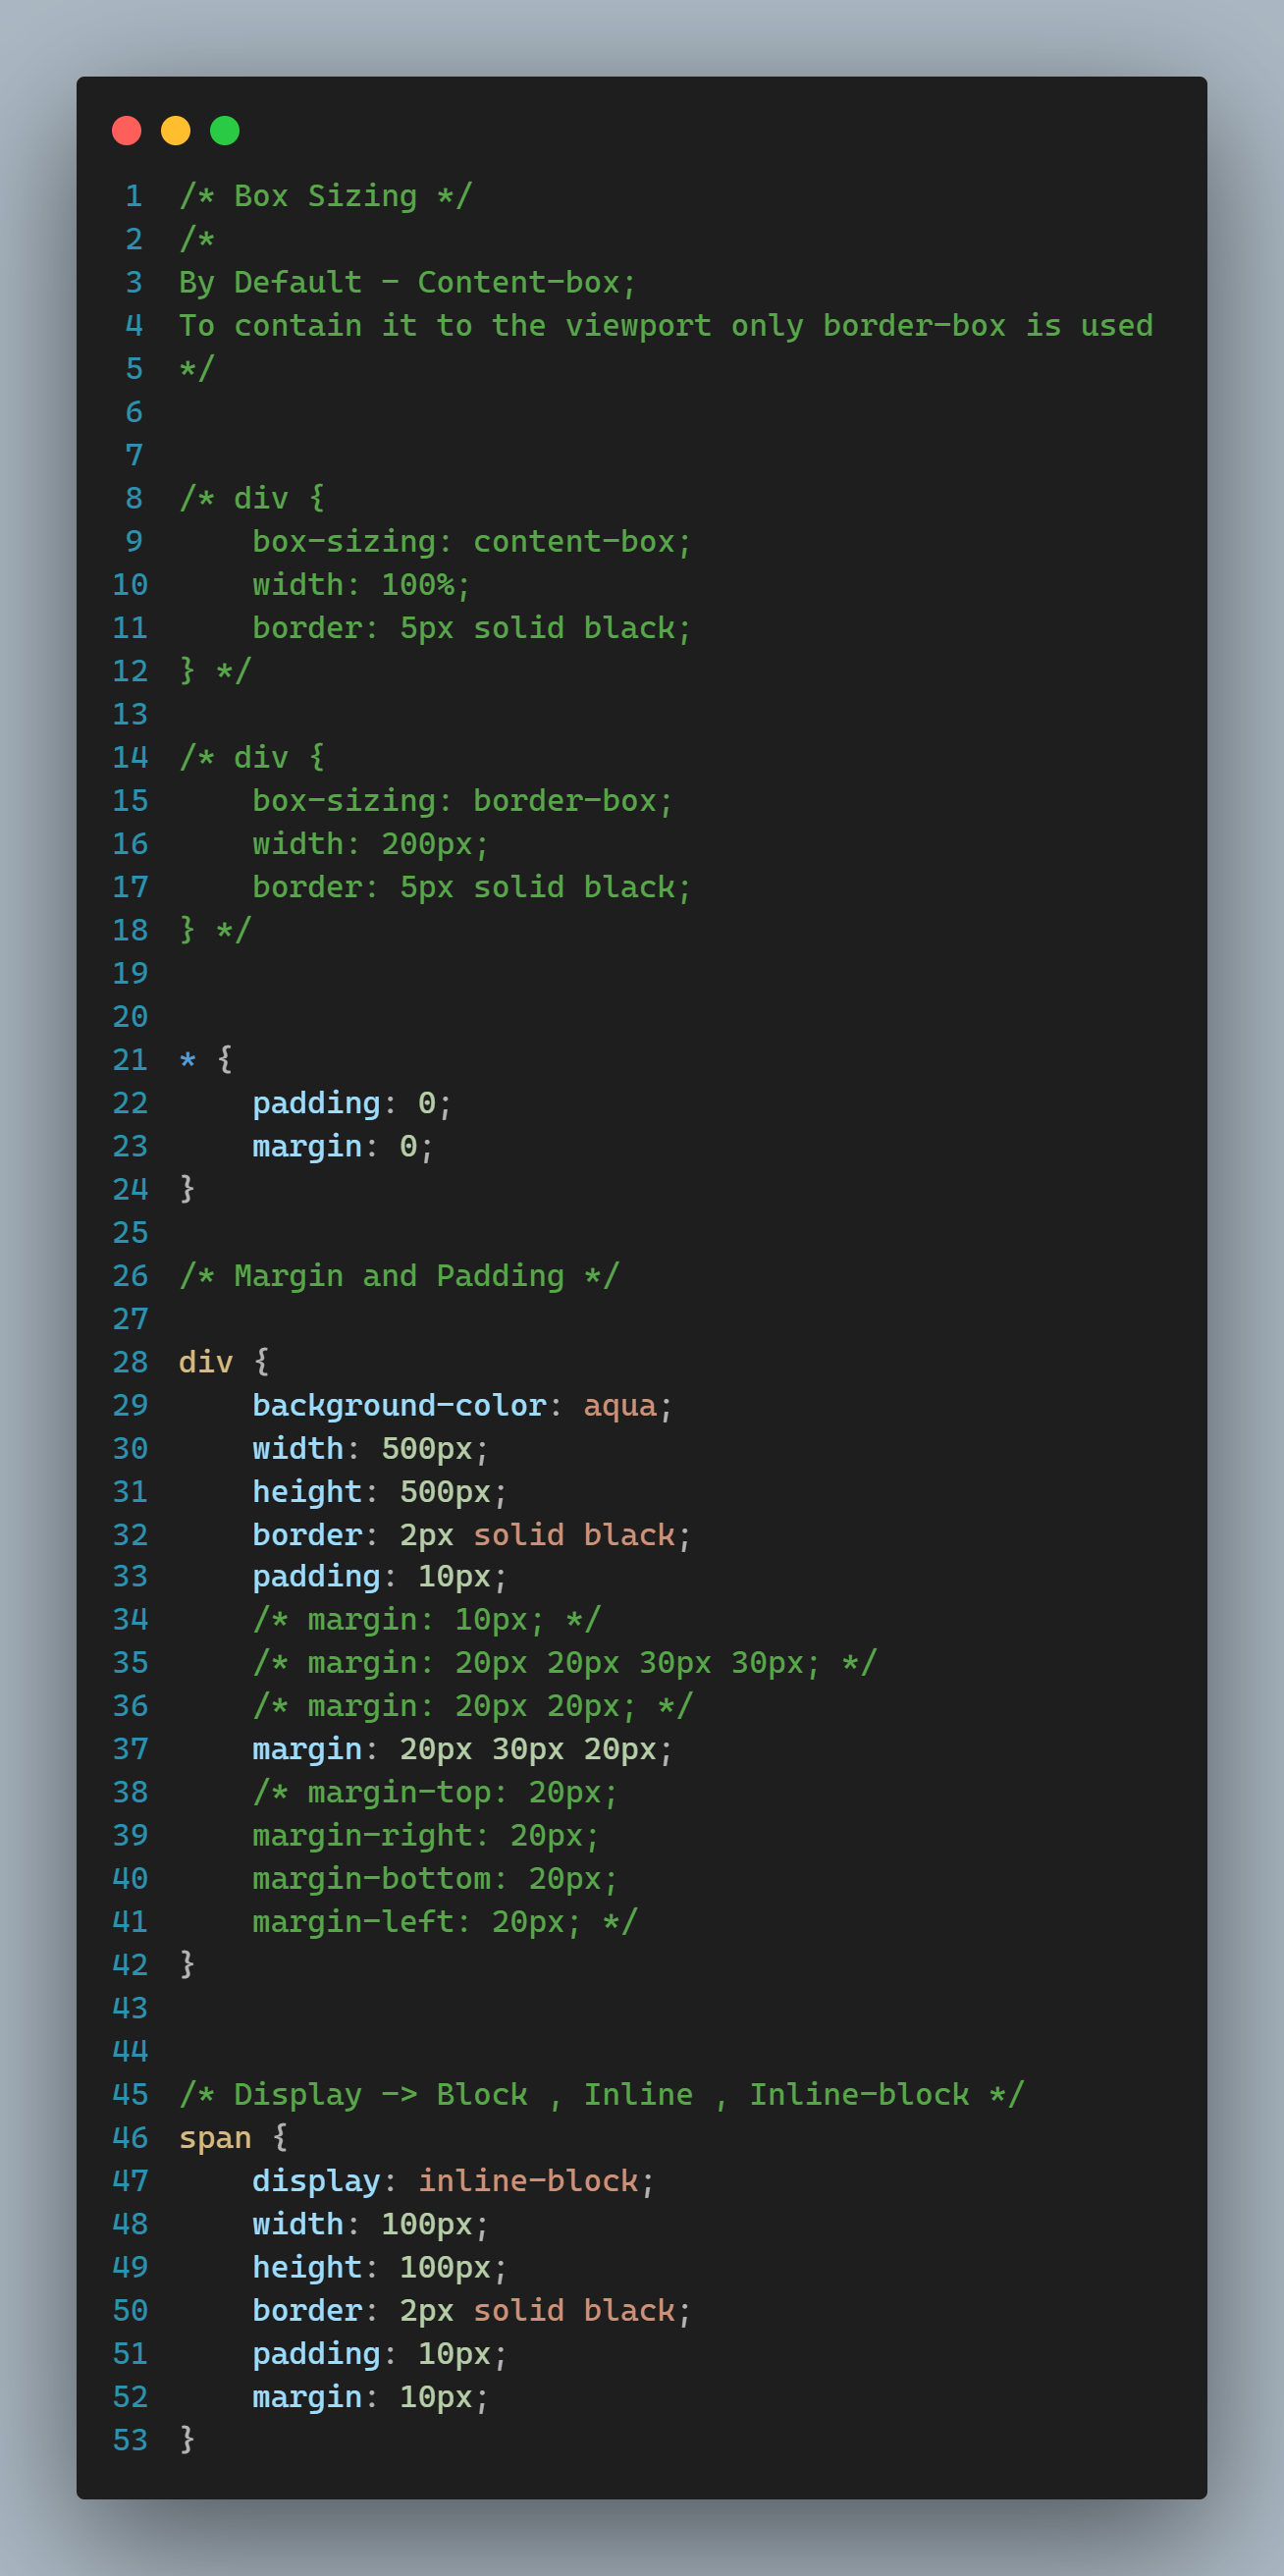 1 /* Box Sizing */
2 /*
3 By Default - Content-box;
4 To contain it to the viewport only border-box is used
5 */
6
7
8 /* div {
9     box-sizing: content-box;
10     width: 100%;
11     border: 5px solid black;
12 } */
13
14 /* div {
15     box-sizing: border-box;
16     width: 200px;
17     border: 5px solid black;
18 } */
19
20
21 * {
22     padding: 0;
23     margin: 0;
24 }
25
26 /* Margin and Padding */
27
28 div {
29     background-color: aqua;
30     width: 500px;
31     height: 500px;
32     border: 2px solid black;
33     padding: 10px;
34     /* margin: 10px; */
35     /* margin: 20px 20px 30px 30px; */
36     /* margin: 20px 20px; */
37     margin: 20px 30px 20px;
38     /* margin-top: 20px;
39     margin-right: 20px;
40     margin-bottom: 20px;
41     margin-left: 20px; */
42 }
43
44
45 /* Display -> Block , Inline , Inline-block */
46 span {
47     display: inline-block;
48     width: 100px;
49     height: 100px;
50     border: 2px solid black;
51     padding: 10px;
52     margin: 10px;
53 }